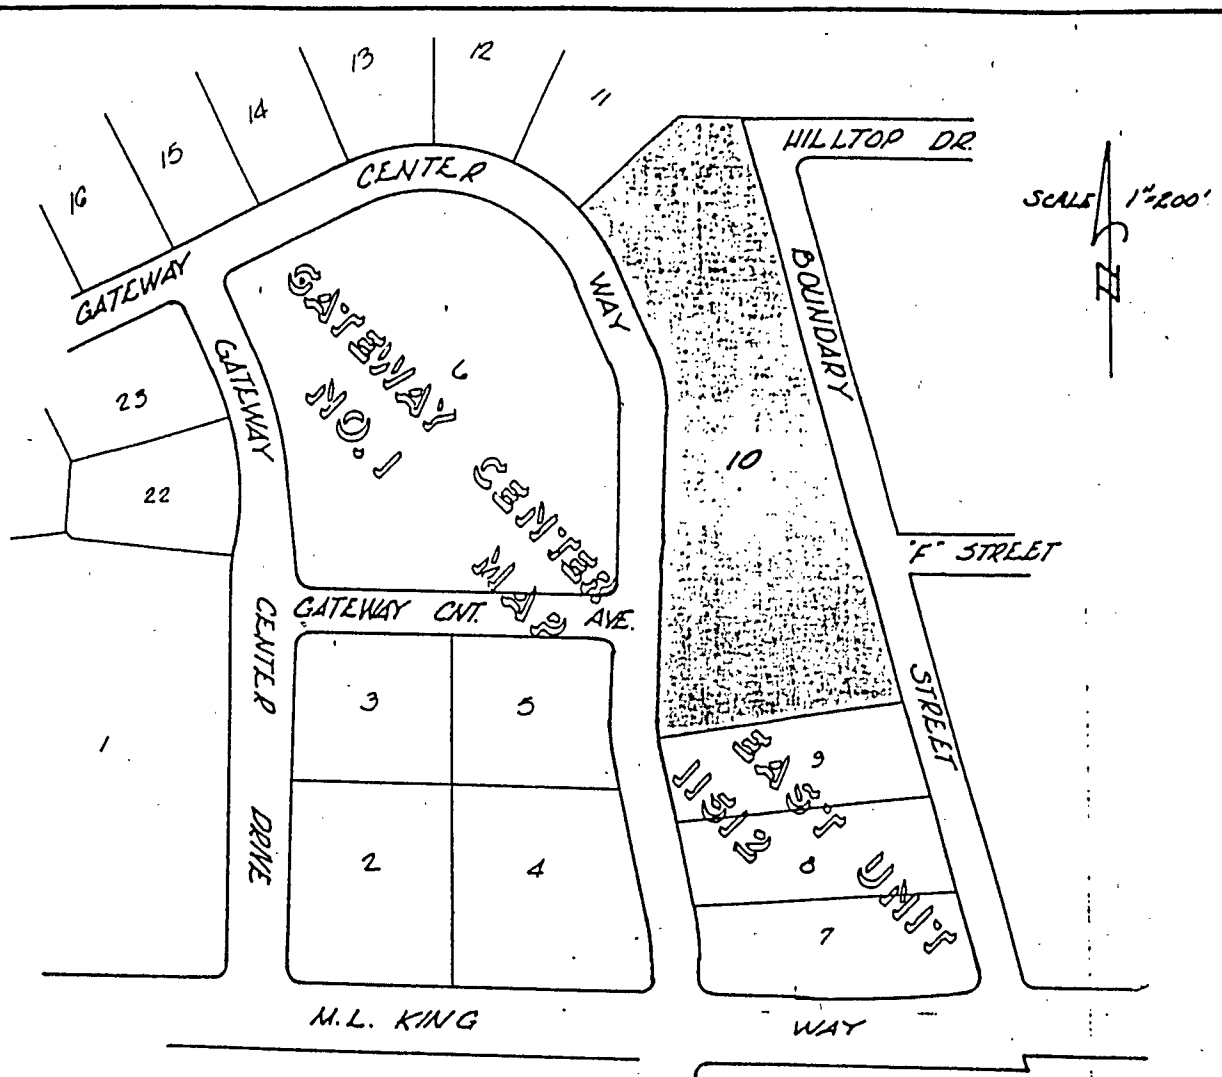 12
13
11
14
HILLTOP DR.
15
CENTER
16
SCALE 1"=200'
GATEWAY
WAY
BOUNDARY
GATEWAY
6
23
10
22
"F" STREET
GATEWAY CNT. AVE.
CENTER
3
5
STREET
1
9
DRIVE
2
4
8
7
M.L. KING WAY
GATEWAY CENTER EAST UNIT
NO. 1 MAP 11512